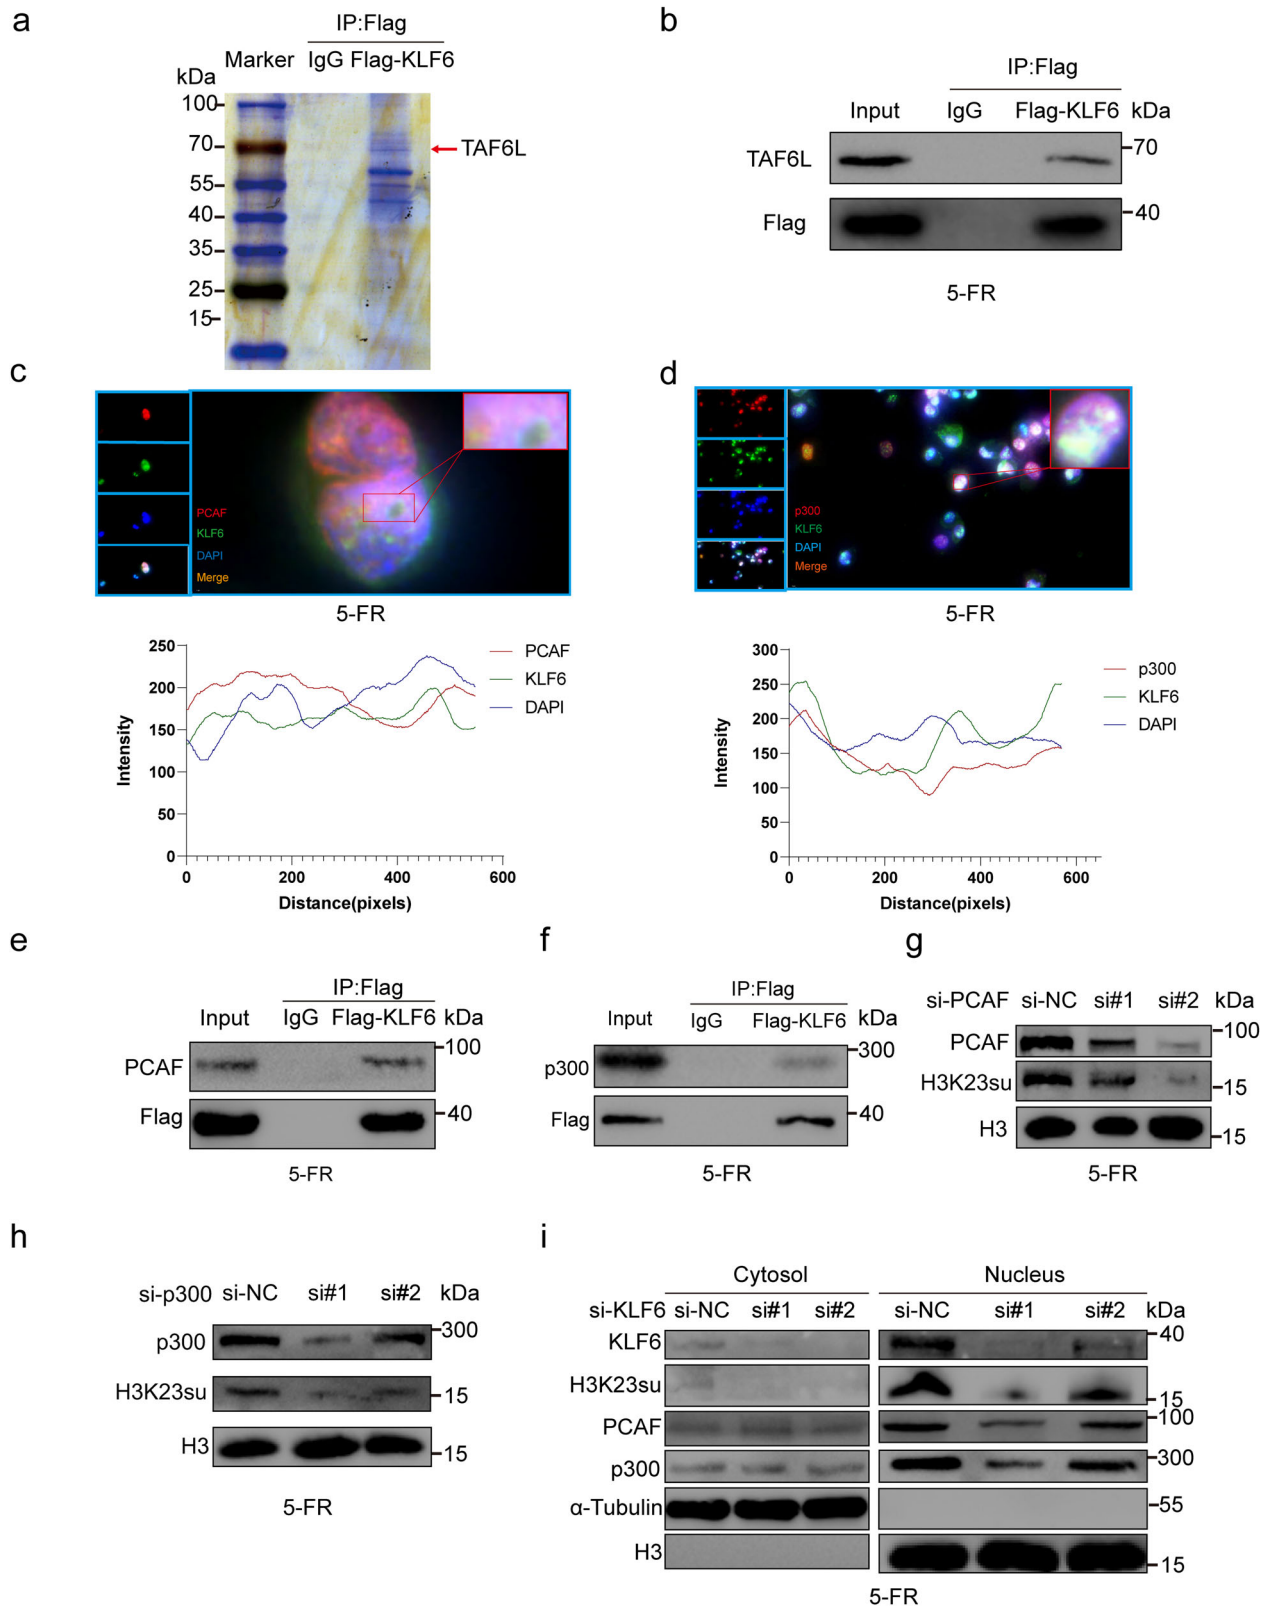 a
IP:Flag
Marker IgG Flag-KLF6
kDa
100
70
TAF6L
55
40
35
25
15
b
IP:Flag
Input IgG Flag-KLF6 kDa
TAF6L
70
Flag
40
5-FR
c
PCAF
KLF6
DAPI
Merge
5-FR
250
200
150
100
50
0
Intensity
0 200 400 600
Distance(pixels)
PCAF
KLF6
DAPI
d
p300
KLF6
DAPI
Merge
5-FR
300
250
200
150
100
50
0
Intensity
0 200 400 600
Distance(pixels)
p300
KLF6
DAPI
e
IP:Flag
Input IgG Flag-KLF6 kDa
PCAF
100
Flag
40
5-FR
f
IP:Flag
Input IgG Flag-KLF6 kDa
p300
300
Flag
40
5-FR
g
si-PCAF si-NC si#1 si#2 kDa
PCAF
100
H3K23su
15
H3
15
5-FR
h
si-p300 si-NC si#1 si#2 kDa
p300
300
H3K23su
15
H3
15
5-FR
i
Cytosol Nucleus
si-KLF6 si-NC si#1 si#2 si-NC si#1 si#2 kDa
KLF6
40
H3K23su
15
PCAF
100
p300
300
α-Tubulin
55
H3
15
5-FR